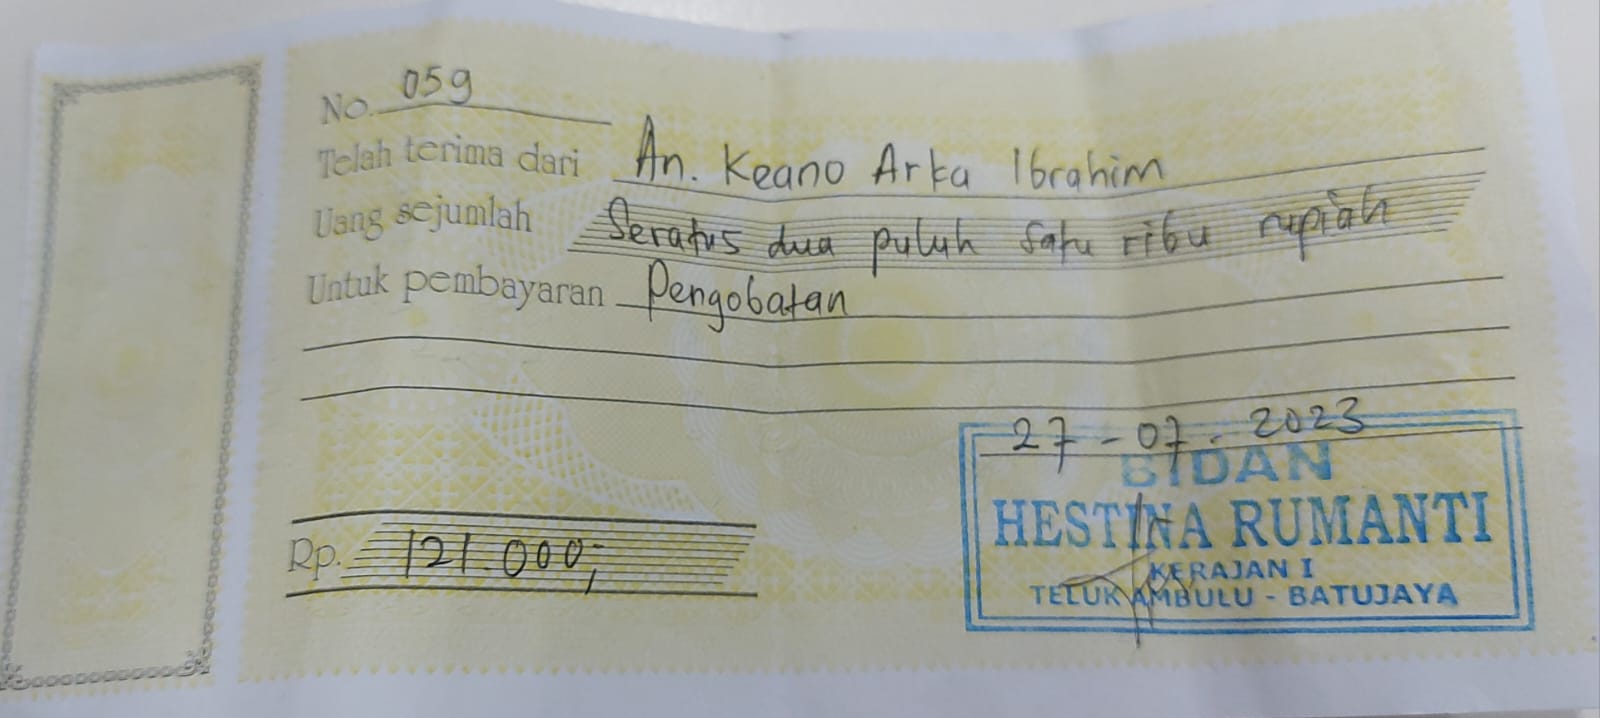 No. 059
Telah terima dari An. Keano Arka Ibrahim
Uang sejumlah Seratus dua puluh satu ribu rupiah
Untuk pembayaran Pengobatan
27-07-2023
BIDAN
HESTINA RUMANTI
KERAJAN I
TELUK AMBULU - BATUJAYA
Rp. 121.000,-